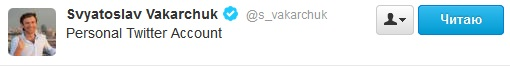 Svyatoslav Vakarchuk @s_vakarchuk
Personal Twitter Account
Читаю